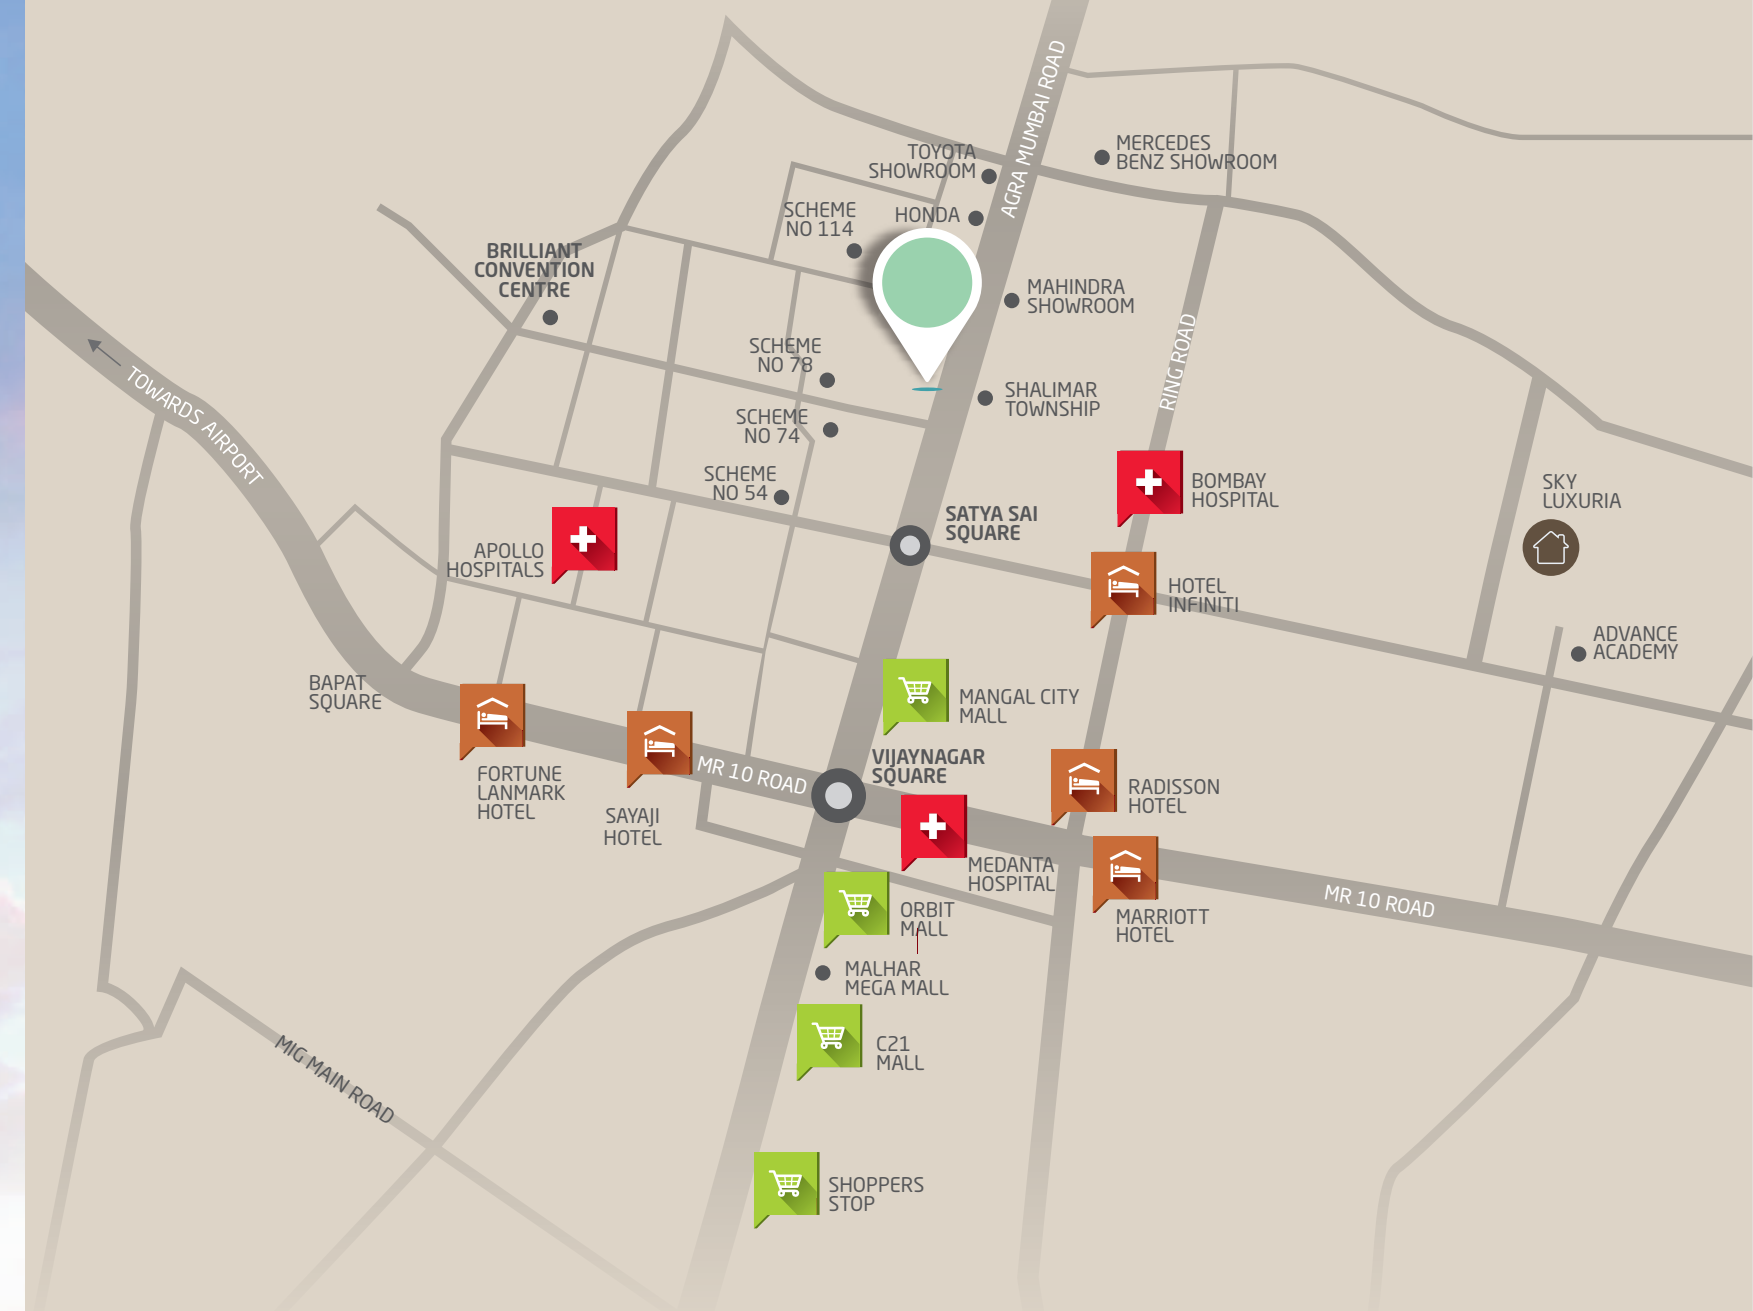 AGRA MUMBAI ROAD
MERCEDES
BENZ SHOWROOM
TOYOTA
SHOWROOM
SCHEME
NO 114
HONDA
BRILLIANT
CONVENTION
CENTRE
MAHINDRA
SHOWROOM
RING ROAD
SCHEME
NO 78
TOWARDS AIRPORT
SHALIMAR
TOWNSHIP
SCHEME
NO 74
SCHEME
NO 54
BOMBAY
HOSPITAL
SKY
LUXURIA
SATYA SAI
SQUARE
APOLLO
HOSPITALS
HOTEL
INFINITI
ADVANCE
ACADEMY
BAPAT
SQUARE
MANGAL CITY
MALL
VIJAYNAGAR
SQUARE
MR 10 ROAD
FORTUNE
LANMARK
HOTEL
RADISSON
HOTEL
SAYAJI
HOTEL
MEDANTA
HOSPITAL
MR 10 ROAD
ORBIT
MALL
MARRIOTT
HOTEL
MALHAR
MEGA MALL
MIG MAIN ROAD
C21
MALL
SHOPPERS
STOP